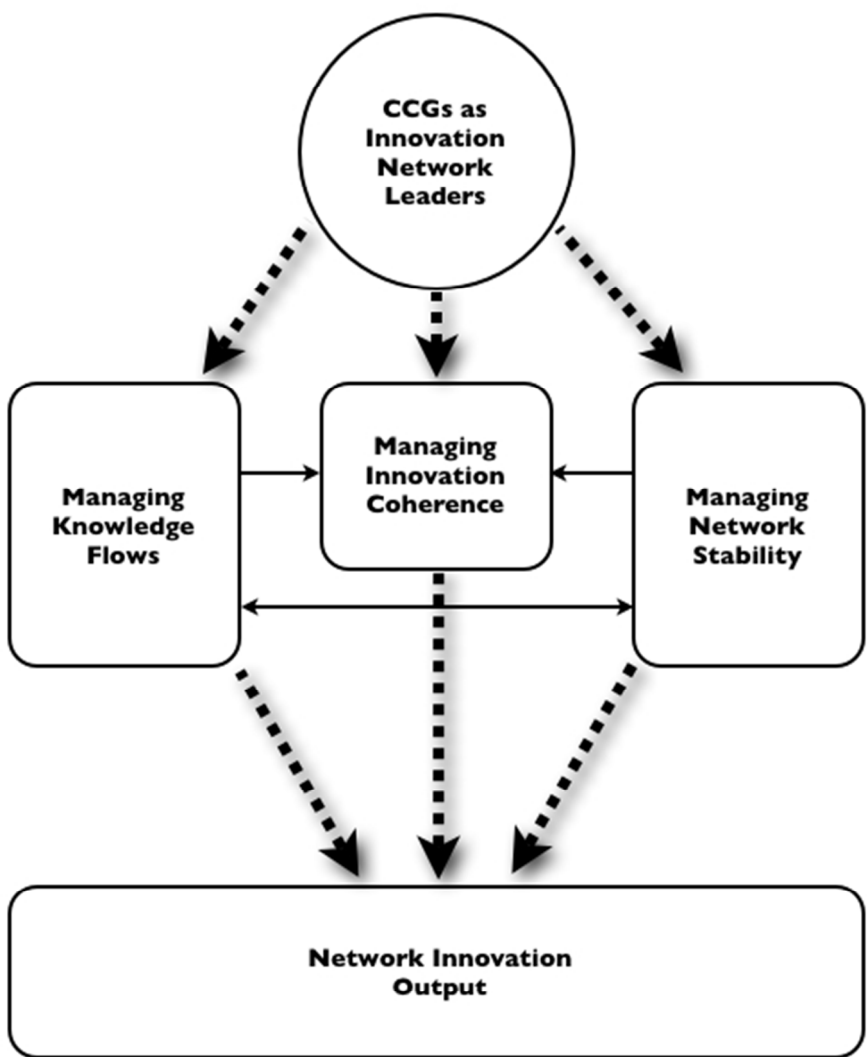 CCGs as
Innovation
Network
Leaders
Managing
Knowledge
Flows
Managing
Innovation
Coherence
Managing
Network
Stability
Network Innovation
Output